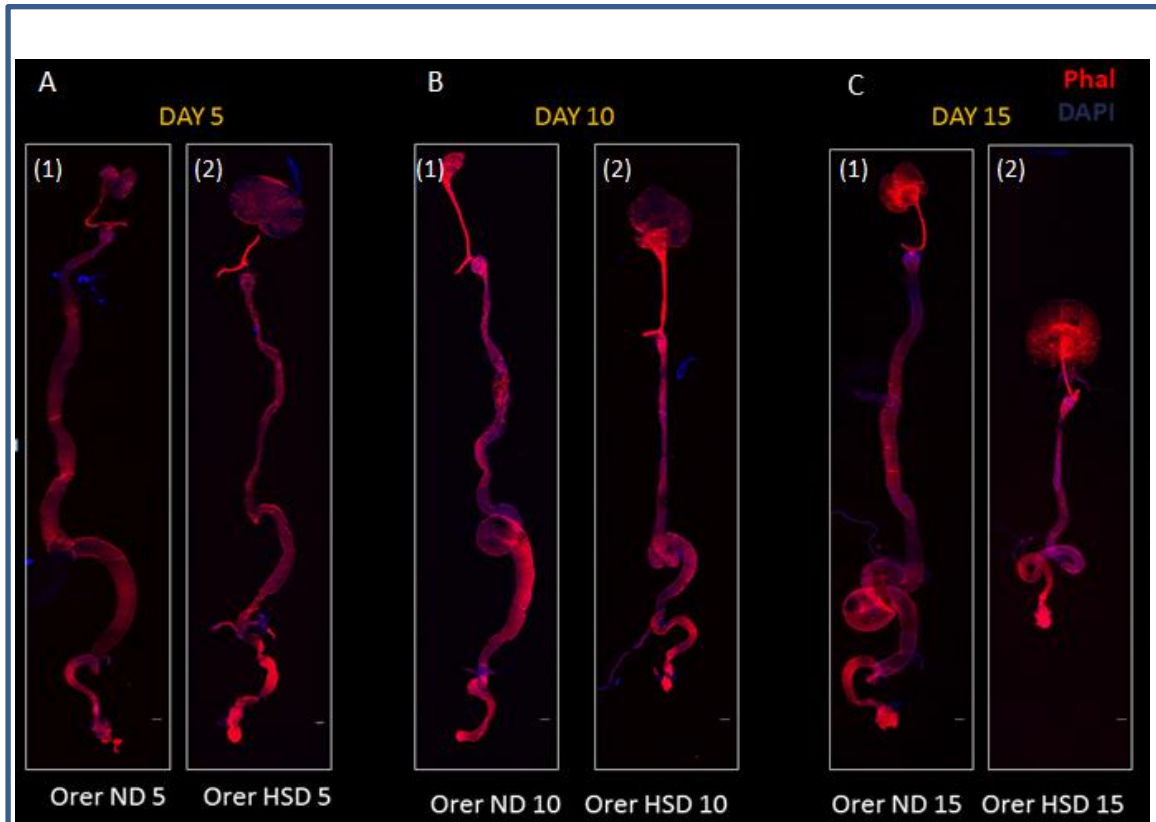 A
DAY 5
(1)
(2)
Orer ND 5
Orer HSD 5
B
DAY 10
(1)
(2)
Orer ND 10
Orer HSD 10
C
DAY 15
Phal
DAPI
(1)
(2)
Orer ND 15
Orer HSD 15